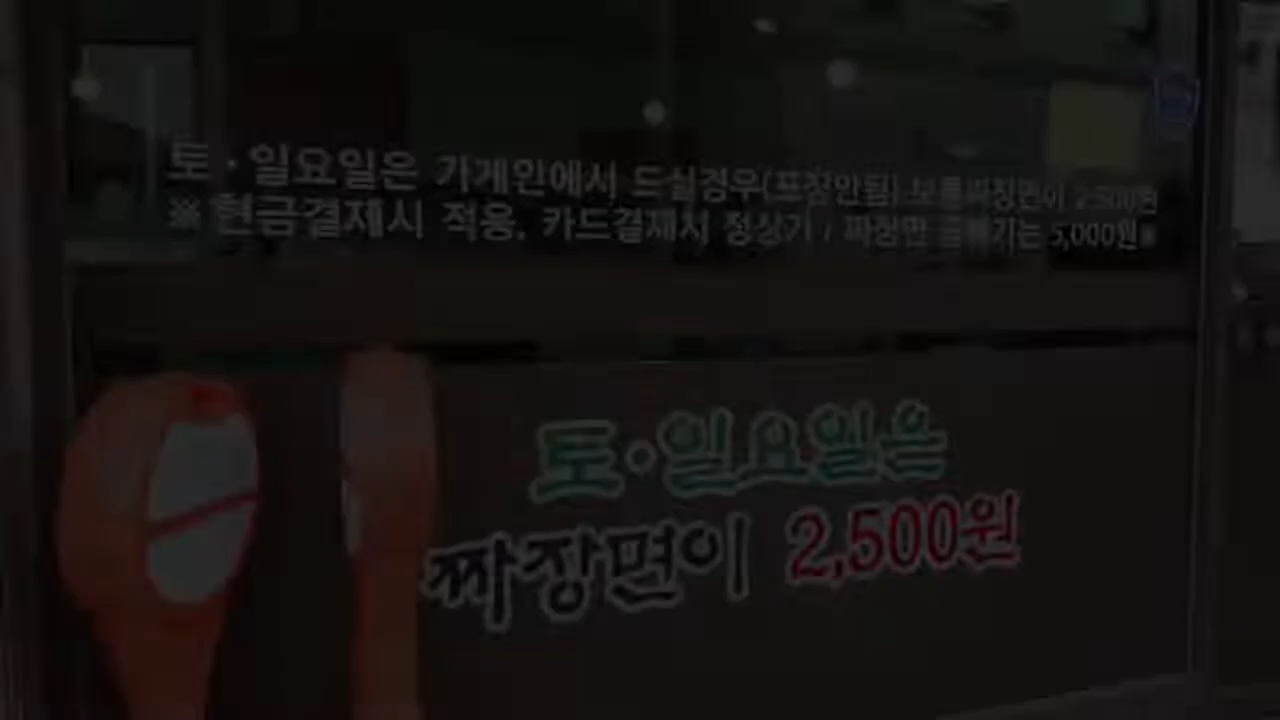 토·일요일은 가게안에서 드실경우(포장안됨) 보통짜장면이 2,500원
※현금결제시 적용, 카드결제시 정상가 / 짜장면 곱빼기는 5,000원※
토·일요일은
짜장면이 2,500원